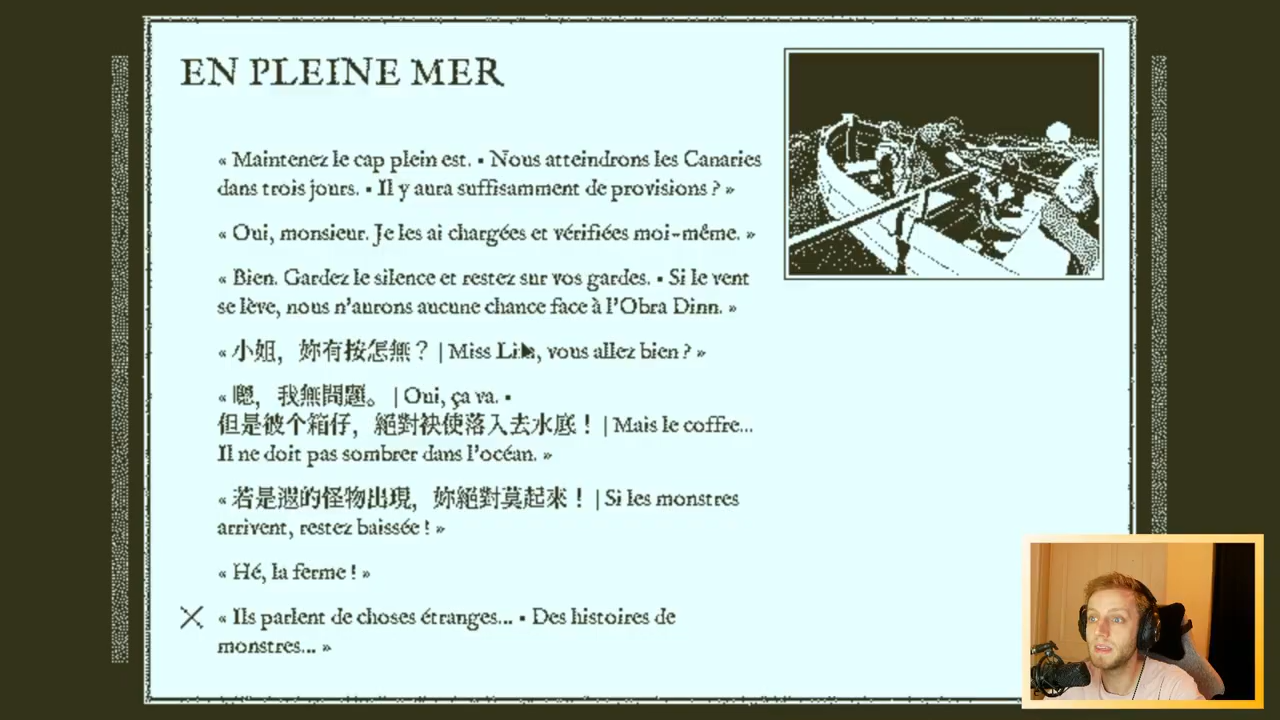 EN PLEINE MER
« Maintenez le cap plein est. ▪ Nous atteindrons les Canaries
dans trois jours. ▪ Il y aura suffisamment de provisions ? »
« Oui, monsieur. Je les ai chargées et vérifiées moi-même. »
« Bien. Gardez le silence et restez sur vos gardes. ▪ Si le vent
se lève, nous n'aurons aucune chance face à l'Obra Dinn. »
« 小姐，妳有按怎無？ | Miss Lim, vous allez bien ? »
« 嗯，我無問題。 | Oui, ça va. ▪
但是彼个箱仔，絕對袂使落入去水底！ | Mais le coffre...
Il ne doit pas sombrer dans l'océan. »
« 若是遐的怪物出現，妳絕對莫起來！ | Si les monstres
arrivent, restez baissée ! »
« Hé, la ferme ! »
« Ils parlent de choses étranges... ▪ Des histoires de
monstres... »